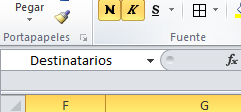 Pegar
N K S
Portapapeles Fuente
Destinatarios fx
F G